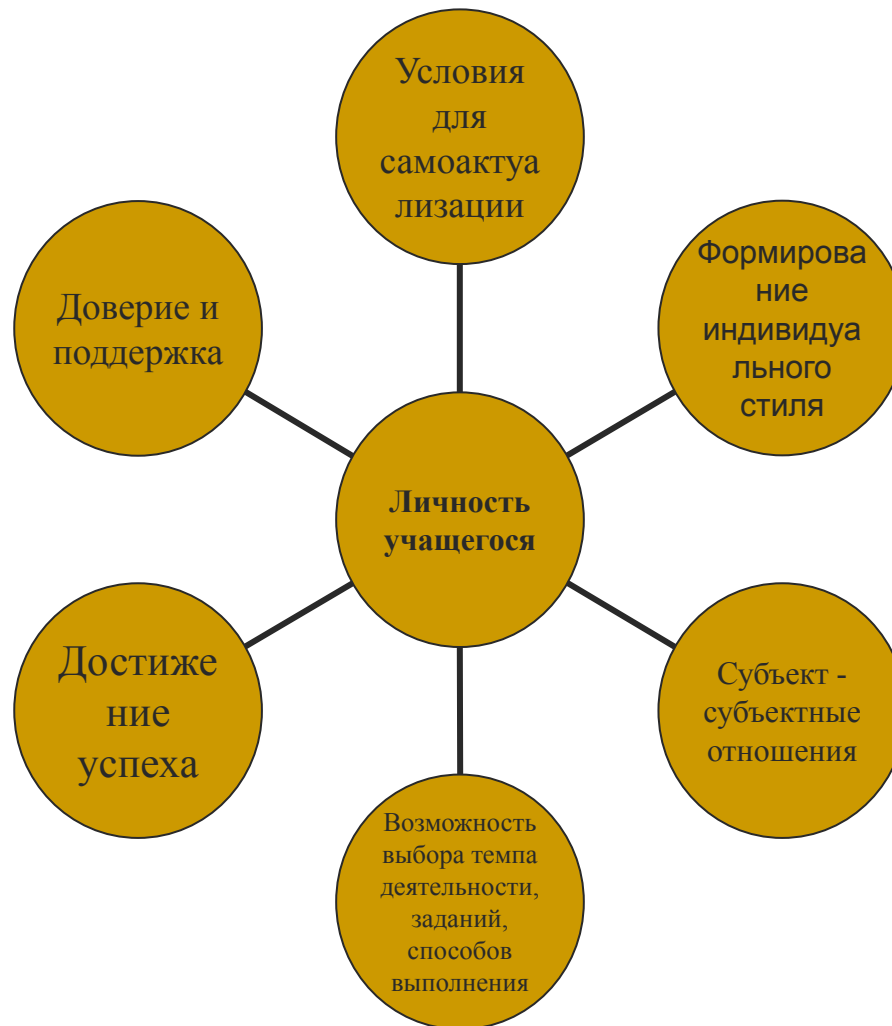 Условия
для
самоактуа
лизации
Формирова
ние
индивидуа
льного
стиля
Доверие и
поддержка
Личность
учащегося
Достиже
ние
успеха
Субъект -
субъектные
отношения
Возможность
выбора темпа
деятельности,
заданий,
способов
выполнения